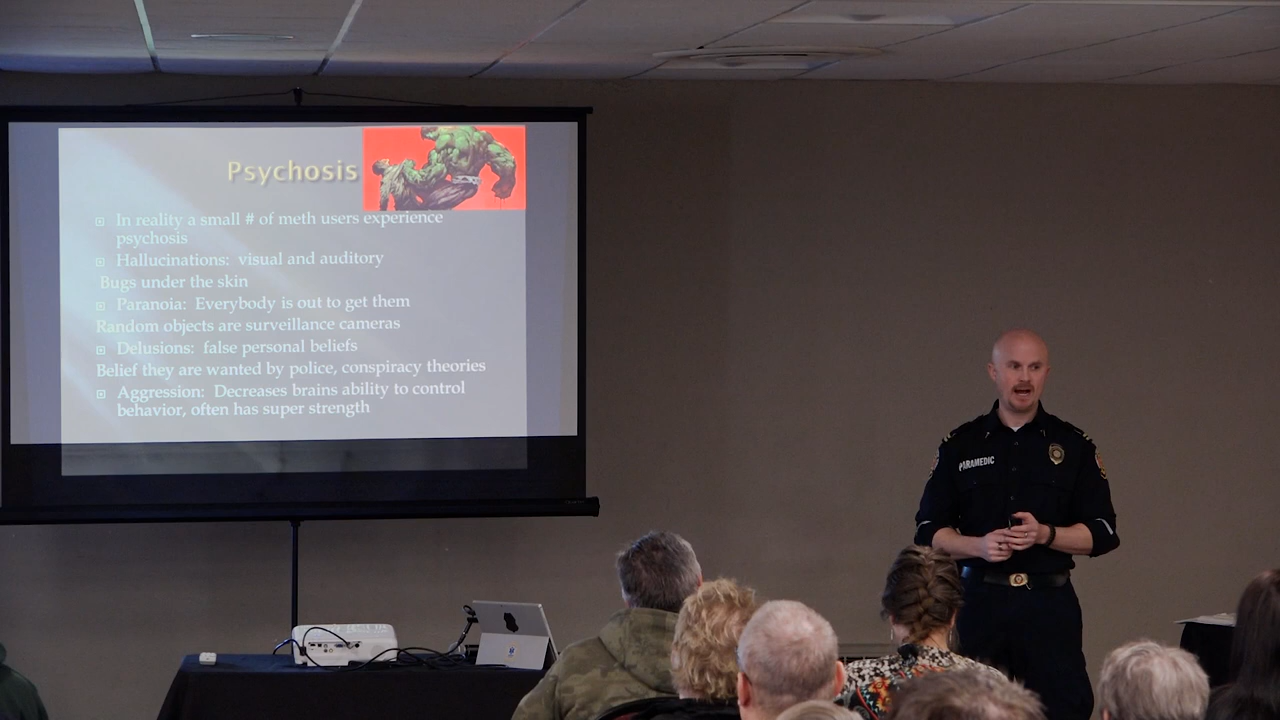 Psychosis
In reality a small # of meth users experience
psychosis
Hallucinations: visual and auditory
Bugs under the skin
Paranoia: Everybody is out to get them
Random objects are surveillance cameras
Delusions: false personal beliefs
Belief they are wanted by police, conspiracy theories
Aggression: Decreases brains ability to control
behavior, often has super strength
PARAMEDIC